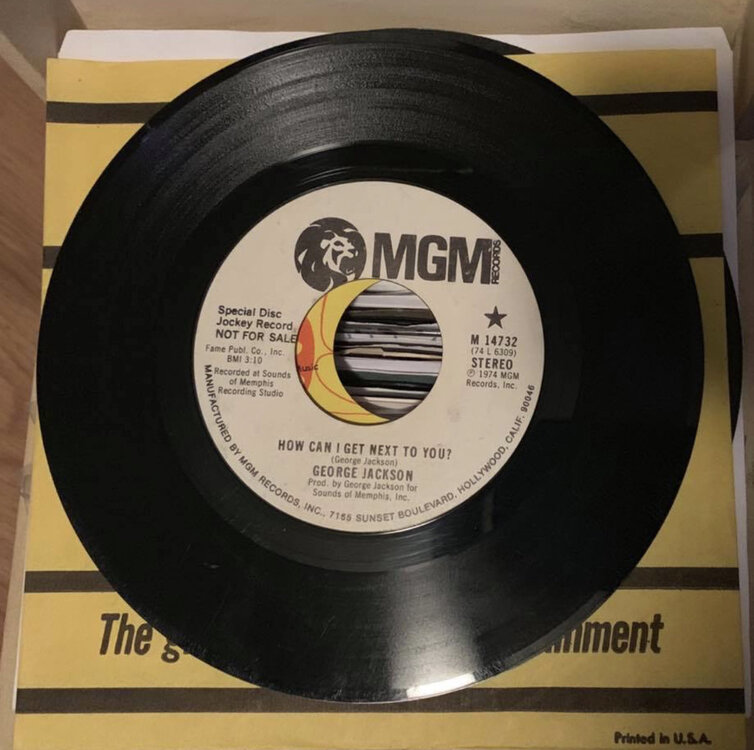 MGM
RECORDS
Special Disc
Jockey Record
NOT FOR SALE
Fame Publ. Co., Inc.
BMI 3:10
Recorded at Sounds
of Memphis
Recording Studio
Music
M 14732
(74 L 6309)
STEREO
℗ 1974 MGM
Records, Inc.
HOW CAN I GET NEXT TO YOU?
(George Jackson)
GEORGE JACKSON
Prod. by George Jackson for
Sounds of Memphis, Inc.
MANUFACTURED BY MGM RECORDS, INC., 7165 SUNSET BOULEVARD, HOLLYWOOD, CALIF. 90046
The
Printed in U.S.A.